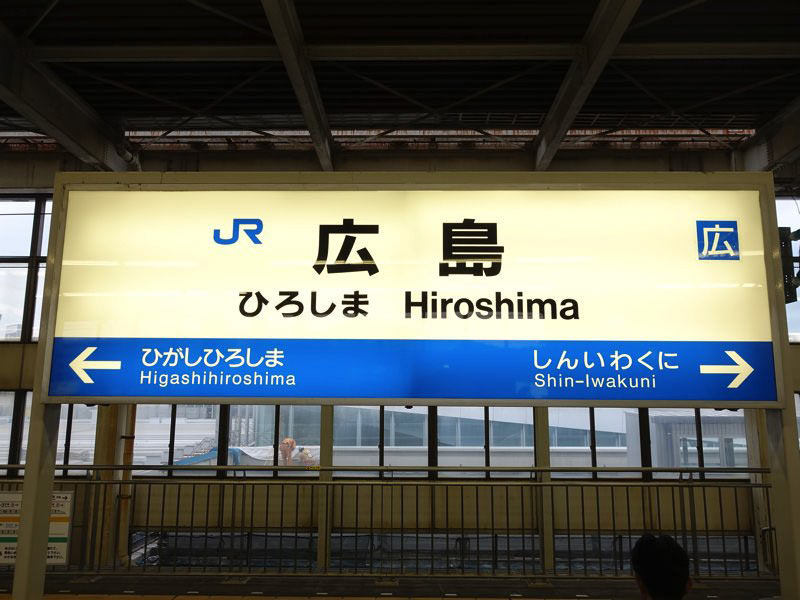 JR 広島 広
ひろしま Hiroshima
← ひがしひろしま しんいわくに →
Higashihiroshima Shin-Iwakuni